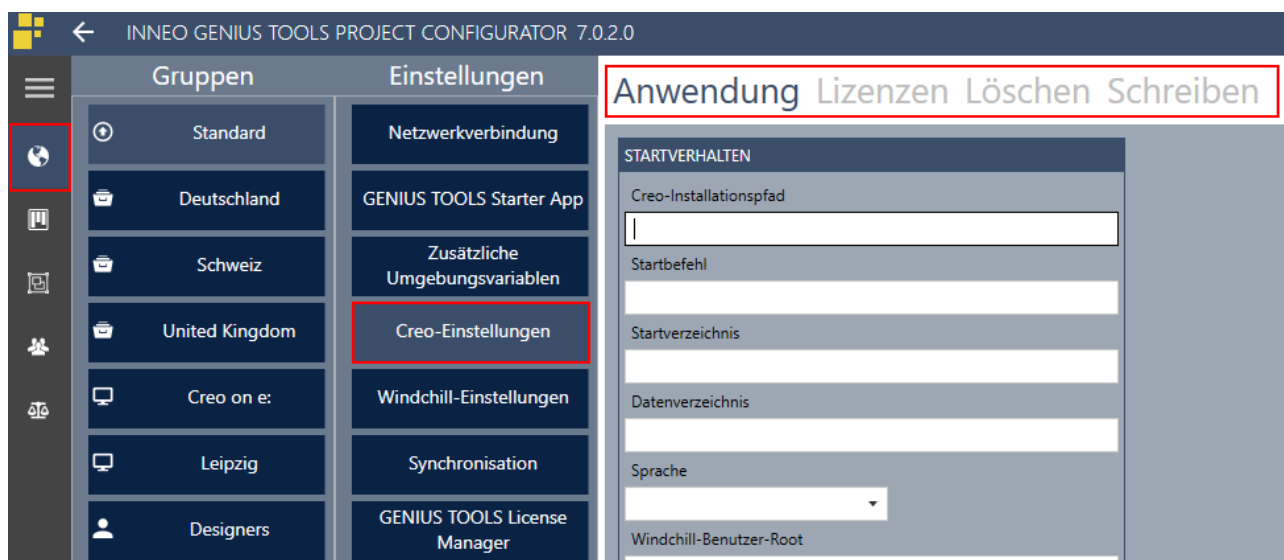 INNEO GENIUS TOOLS PROJECT CONFIGURATOR 7.0.2.0
Gruppen
Standard
Deutschland
Schweiz
United Kingdom
Creo on e:
Leipzig
Designers
Einstellungen
Netzwerkverbindung
GENIUS TOOLS Starter App
Zusätzliche
Umgebungsvariablen
Creo-Einstellungen
Windchill-Einstellungen
Synchronisation
GENIUS TOOLS License
Manager
Anwendung Lizenzen Löschen Schreiben
STARTVERHALTEN
Creo-Installationspfad
Startbefehl
Startverzeichnis
Datenverzeichnis
Sprache
Windchill-Benutzer-Root